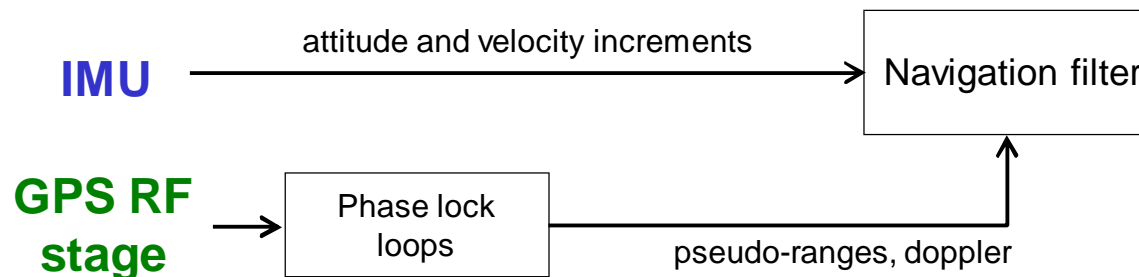 attitude and velocity increments
IMU
Navigation filter
GPS RF
stage
Phase lock
loops
pseudo-ranges, doppler